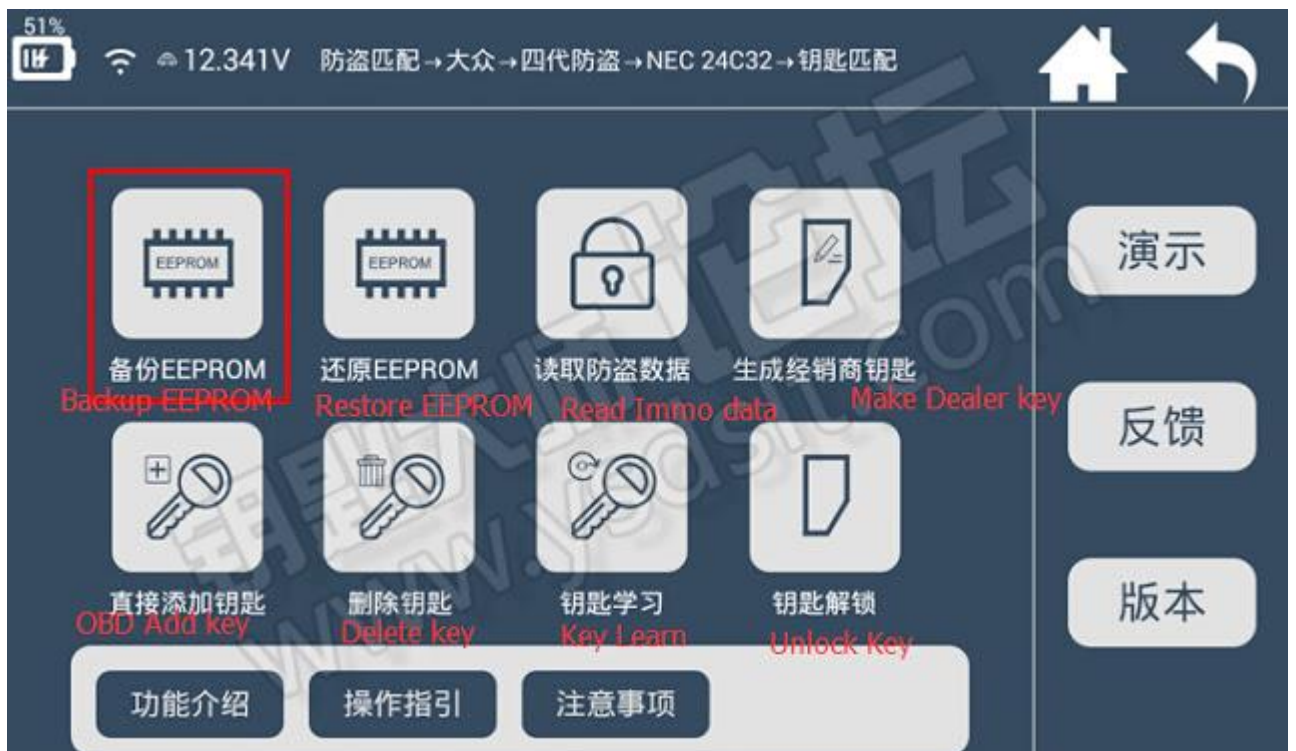 51%
12.341V 防盗匹配→大众→四代防盗→NEC 24C32→钥匙匹配
EEPROM
EEPROM
备份EEPROM
还原EEPROM
读取防盗数据
生成经销商钥匙
Backup EEPROM
Restore EEPROM
Read Immo data
Make Dealer key
直接添加钥匙
删除钥匙
钥匙学习
钥匙解锁
OBD Add key
Delete key
Key Learn
Unlock Key
功能介绍
操作指引
注意事项
演示
反馈
版本
论坛